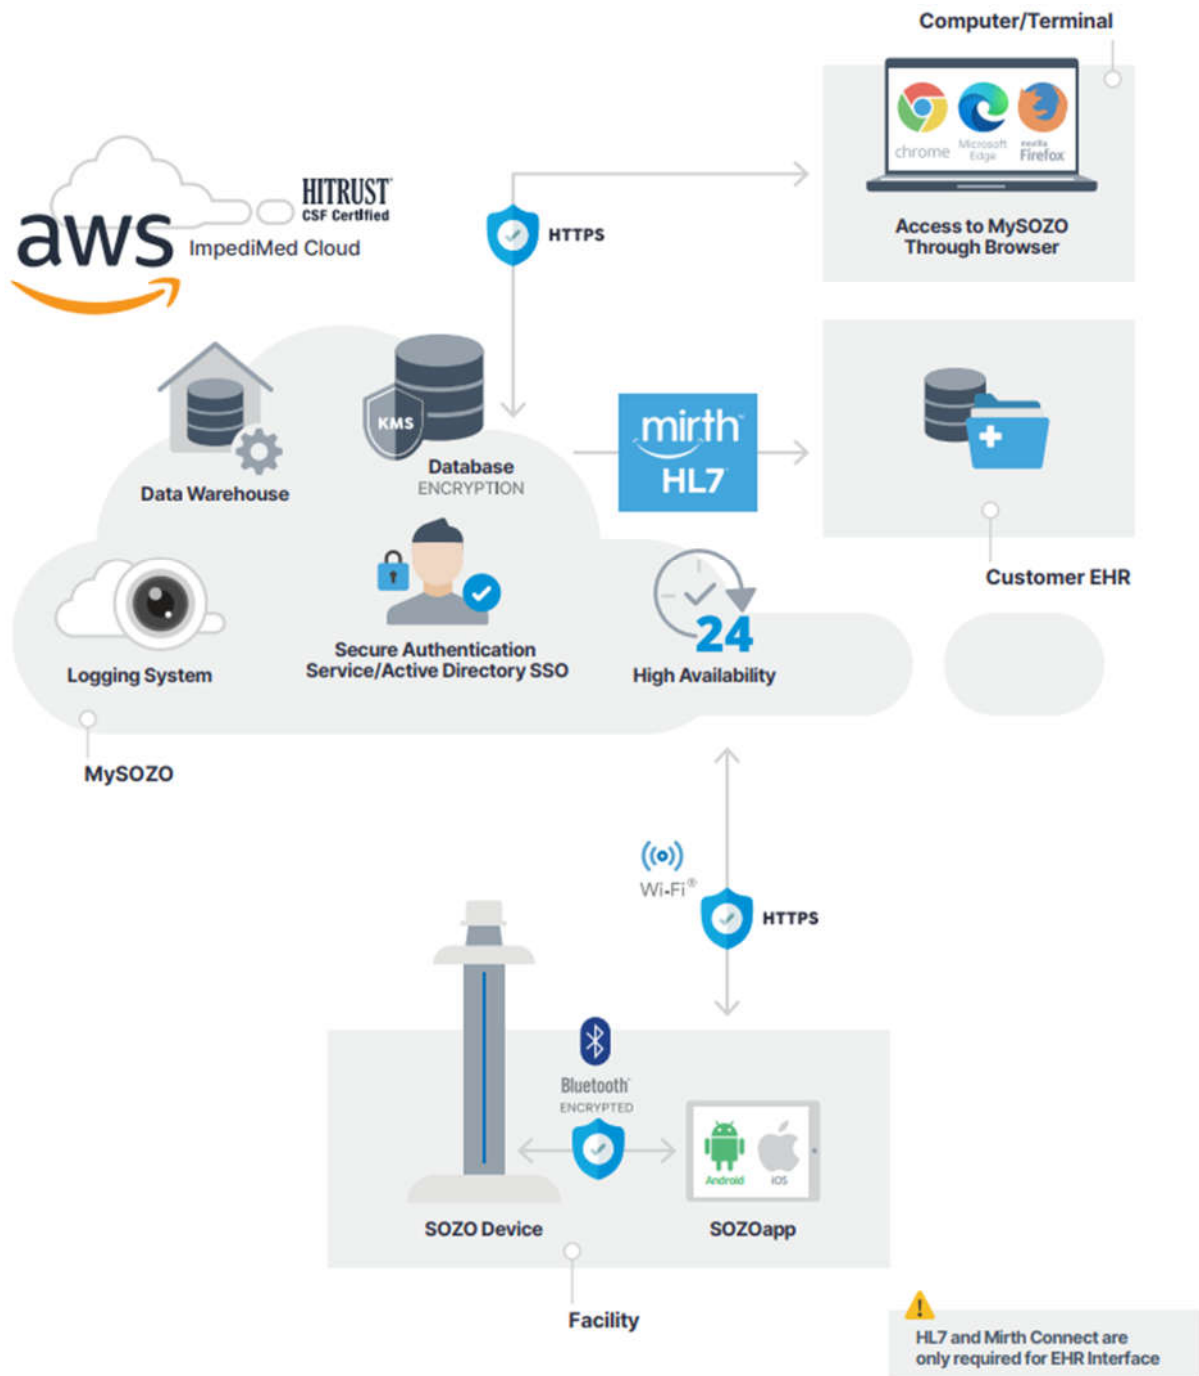 Computer/Terminal
chrome
Microsoft
Edge
mozilla
Firefox
Access to MySOZO
Through Browser
HITRUST
CSF Certified
aws
ImpediMed Cloud
HTTPS
KMS
Database
ENCRYPTION
Data Warehouse
mirth
HL7
Customer EHR
Secure Authentication
Service/Active Directory SSO
24
High Availability
Logging System
MySOZO
Wi-Fi®
HTTPS
Bluetooth
ENCRYPTED
Android
iOS
SOZO Device
SOZOapp
Facility
HL7 and Mirth Connect are
only required for EHR Interface